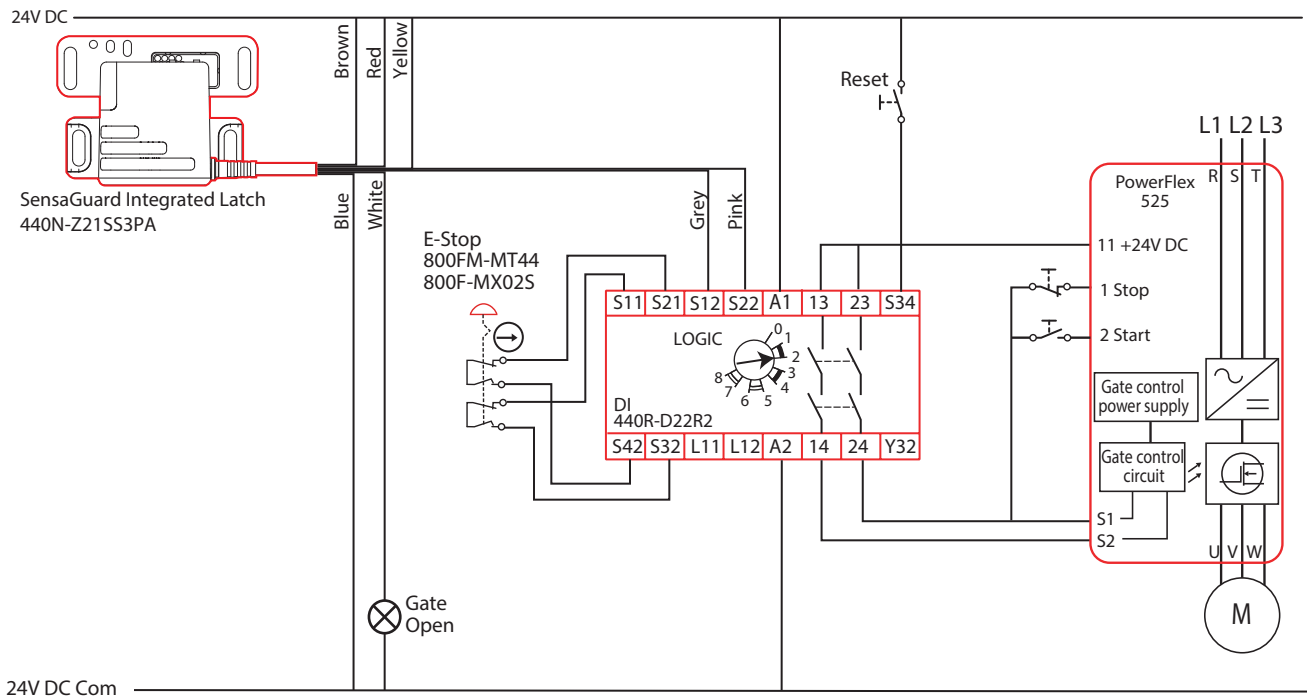 24V DC
Brown
Red
Yellow
SensaGuard Integrated Latch
440N-Z21SS3PA
Blue
White
Grey
Pink
Reset
E-Stop
800FM-MT44
800F-MX02S
S11 S21 S12 S22 A1 13 23 S34
LOGIC
0
1
2
3
4
5
6
7
8
DI
440R-D22R2
S42 S32 L11 L12 A2 14 24 Y32
L1 L2 L3
R S T
PowerFlex
525
11 +24V DC
1 Stop
2 Start
Gate control
power supply
Gate control
circuit
S1
S2
U V W
M
Gate
Open
24V DC Com